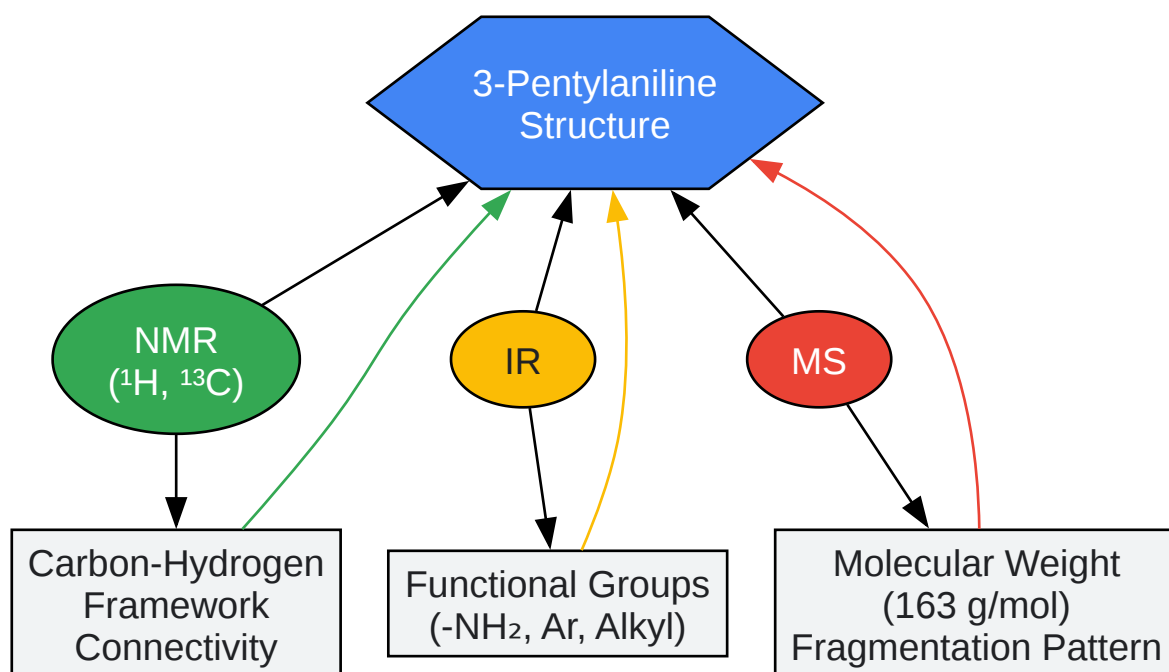 3-Pentylaniline
Structure
NMR
(¹H, ¹³C)
IR
MS
Carbon-Hydrogen
Framework
Connectivity
Functional Groups
(-NH₂, Ar, Alkyl)
Molecular Weight
(163 g/mol)
Fragmentation Pattern